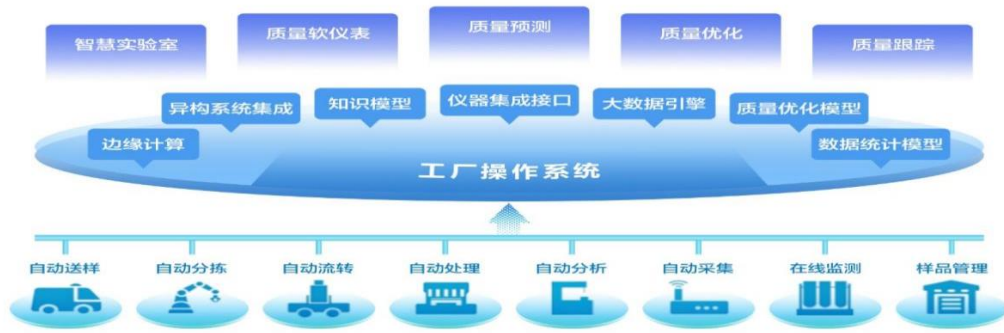 智慧实验室
质量软仪表
质量预测
质量优化
质量跟踪
边缘计算
异构系统集成
知识模型
仪器集成接口
大数据引擎
质量优化模型
数据统计模型
工厂操作系统
自动送样
自动分拣
自动流转
自动处理
自动分析
自动采集
在线监测
样品管理